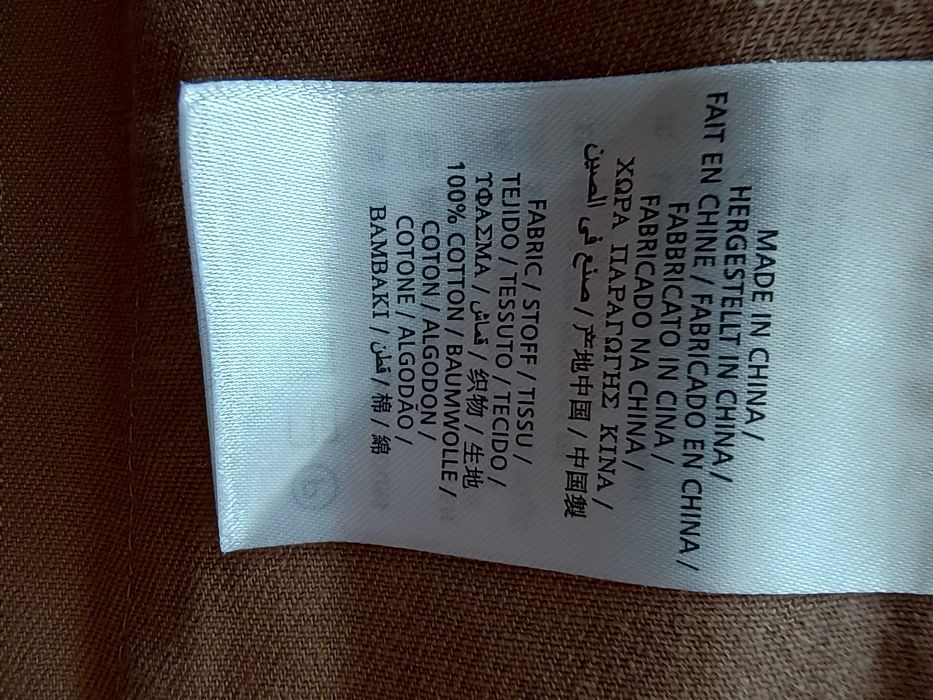 MADE IN CHINA /
HERGESTELLT IN CHINA /
FAIT EN CHINE / FABRICADO EN CHINA /
FABBRICATO IN CINA /
FABRICADO NA CHINA /
ΧΩΡΑ ΠΑΡΑΓΩΓΗΣ ΚΙΝΑ /
صنع في الصين / 产地中国 / 中国製
FABRIC / STOFF / TISSU /
TEJIDO / TESSUTO / TECIDO /
ΥΦΑΣΜΑ / قماش / 织物 / 生地
100% COTTON / BAUMWOLLE /
COTON / ALGODON /
COTONE / ALGODÃO /
ΒΑΜΒΑΚΙ / قطن / 棉 / 綿